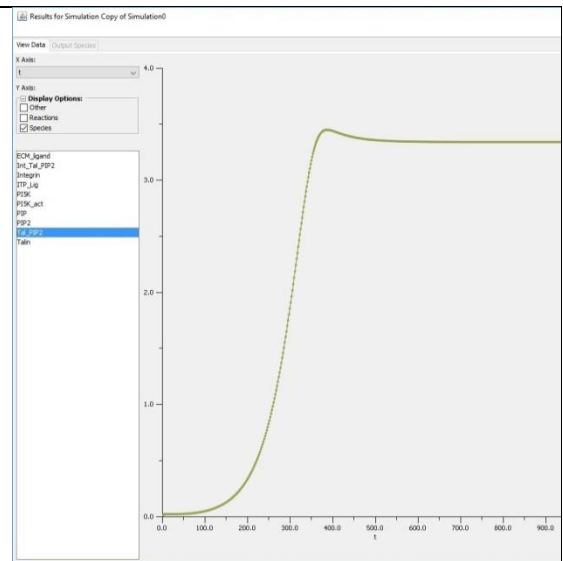 Results for Simulation Copy of Simulation0
View Data Output Species
X Axis:
t
Y Axis:
Display Options:
Other
Reactions
Species
ECM_ligand
Int_Tal_PIP2
Integrin
ITP_Lig
PI5K
PI5K_act
PIP
PIP2
Tal_PIP2
Talin
4.0
3.0
2.0
1.0
0.0
0.0 100.0 200.0 300.0 400.0 500.0 600.0 700.0 800.0 900.0
t